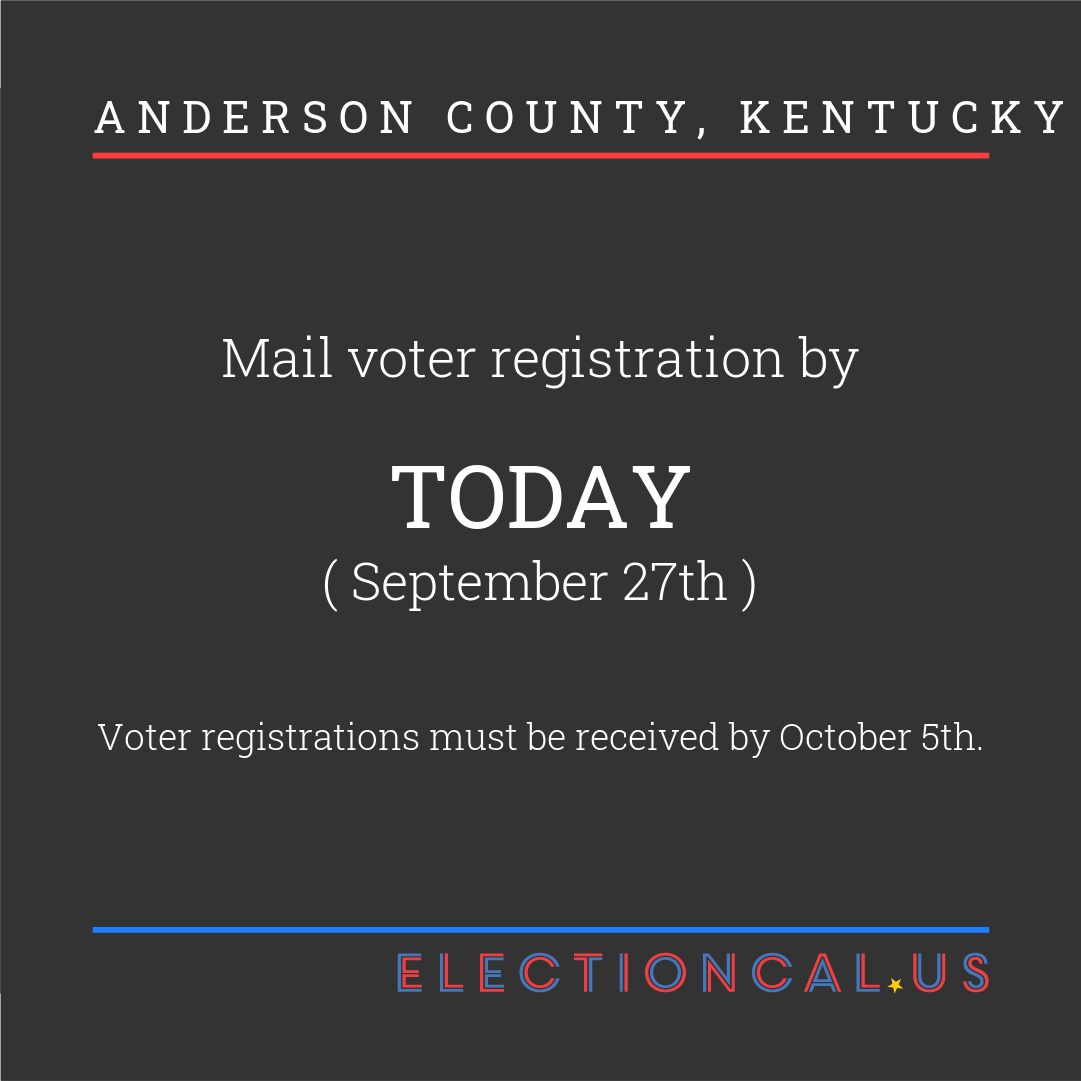 ANDERSON COUNTY, KENTUCKY
Mail voter registration by
TODAY
( September 27th )
Voter registrations must be received by October 5th.
ELECTIONCAL.US